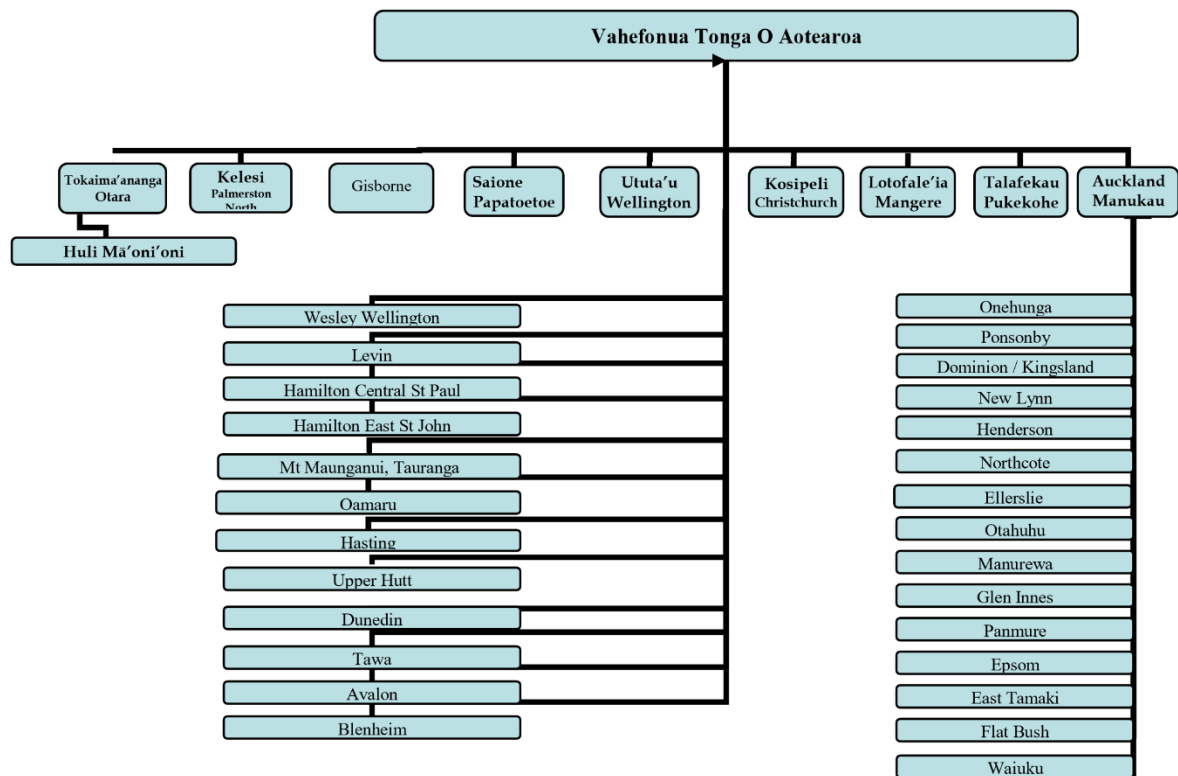 Vahefonua Tonga O Aotearoa
Tokaima'ananga
Otara
Kelesi
Palmerston
North
Gisborne
Saione
Papatoetoe
Ututa'u
Wellington
Kosipeli
Christchurch
Lotofale'ia
Mangere
Talafekau
Pukekohe
Auckland
Manukau
Huli Mā'oni'oni
Wesley Wellington
Levin
Hamilton Central St Paul
Hamilton East St John
Mt Maunganui, Tauranga
Oamaru
Hasting
Upper Hutt
Dunedin
Tawa
Avalon
Blenheim
Onehunga
Ponsonby
Dominion / Kingsland
New Lynn
Henderson
Northcote
Ellerslie
Otahuhu
Manurewa
Glen Innes
Panmure
Epsom
East Tamaki
Flat Bush
Waiuku